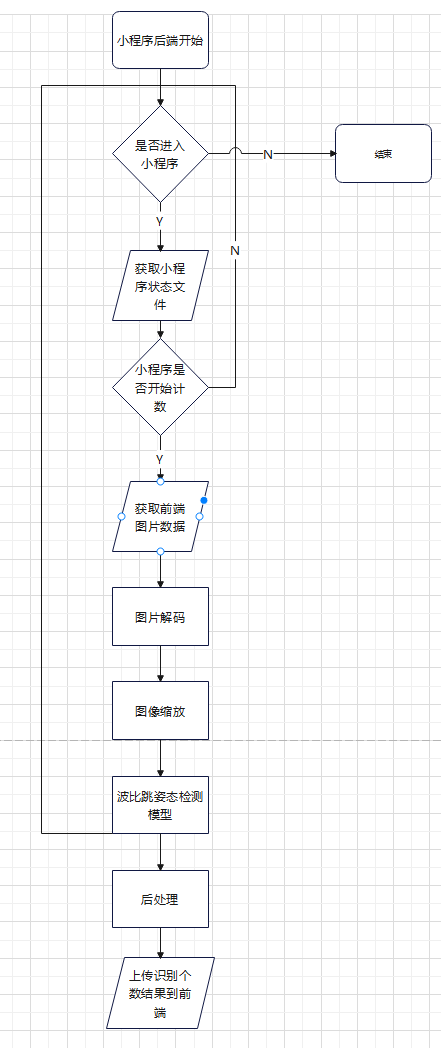 小程序后端开始
是否进入
小程序
N
结束
Y
N
获取小程
序状态文
件
小程序是
否开始计
数
Y
获取前端
图片数据
图片解码
图像缩放
波比跳姿态检测
模型
后处理
上传识别个
数结果到前
端